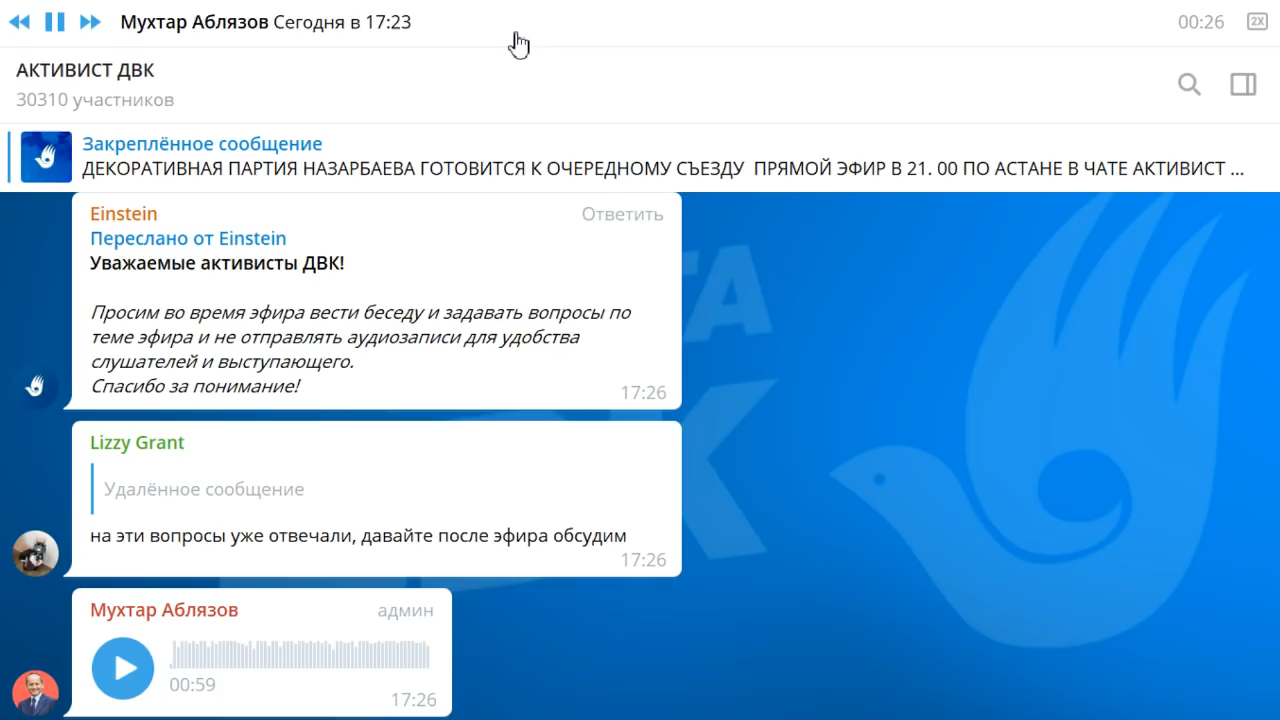 Мухтар Аблязов Сегодня в 17:23
00:26
2X
АКТИВИСТ ДВК
30310 участников
Закреплённое сообщение
ДЕКОРАТИВНАЯ ПАРТИЯ НАЗАРБАЕВА ГОТОВИТСЯ К ОЧЕРЕДНОМУ СЪЕЗДУ ПРЯМОЙ ЭФИР В 21. 00 ПО АСТАНЕ В ЧАТЕ АКТИВИСТ ...
Einstein
Ответить
Переслано от Einstein
Уважаемые активисты ДВК!
Просим во время эфира вести беседу и задавать вопросы по
теме эфира и не отправлять аудиозаписи для удобства
слушателей и выступающего.
Спасибо за понимание!
17:26
Lizzy Grant
Удалённое сообщение
на эти вопросы уже отвечали, давайте после эфира обсудим
17:26
Мухтар Аблязов
админ
00:59
17:26